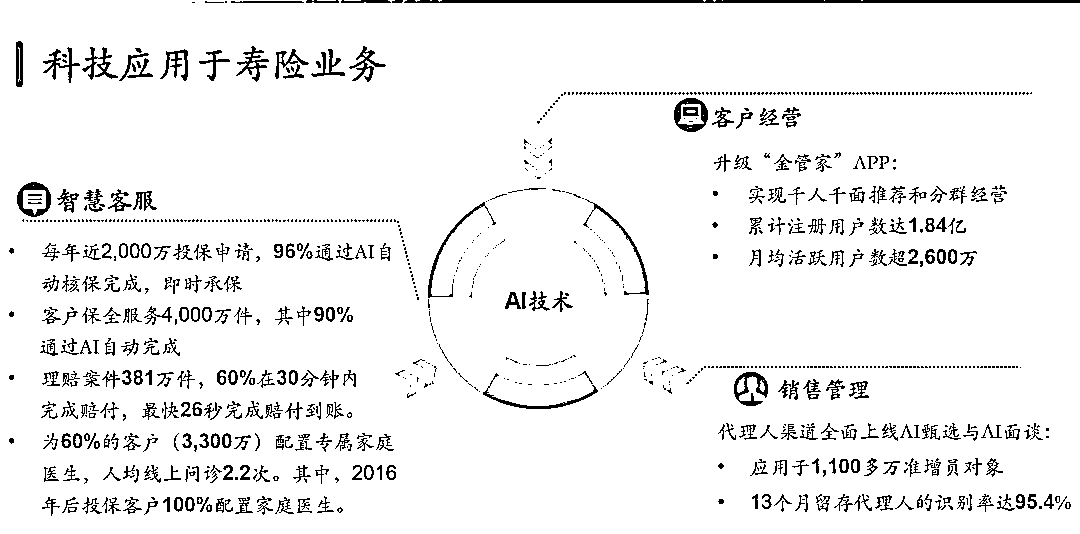 科技应用于寿险业务
智慧客服
• 每年近2,000万投保申请，96%通过AI自
动核保完成，即时承保
• 客户保全服务4,000万件，其中90%
通过AI自动完成
• 理赔案件381万件，60%在30分钟内
完成赔付，最快26秒完成赔付到账。
• 为60%的客户（3,300万）配置专属家庭
医生，人均线上问诊2.2次。其中，2016
年后投保客户100%配置家庭医生。
AI技术
客户经营
升级“金管家”APP：
• 实现千人千面推荐和分群经营
• 累计注册用户数达1.84亿
• 月均活跃用户数超2,600万
销售管理
代理人渠道全面上线AI甄选与AI面谈：
• 应用于1,100多万准增员对象
• 13个月留存代理人的识别率达95.4%